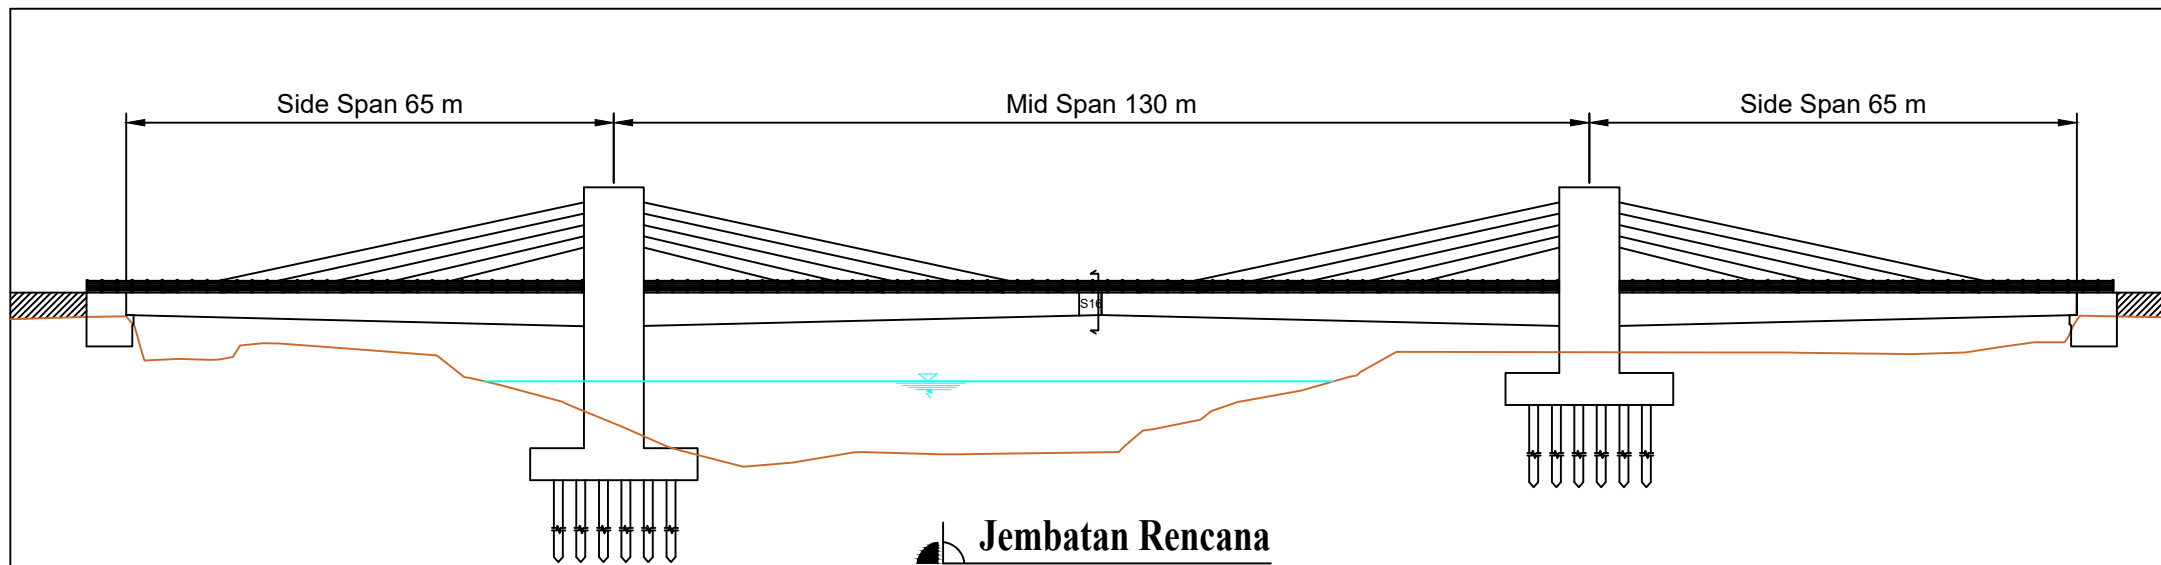 Side Span 65 m
Mid Span 130 m
Side Span 65 m
S16
Jembatan Rencana